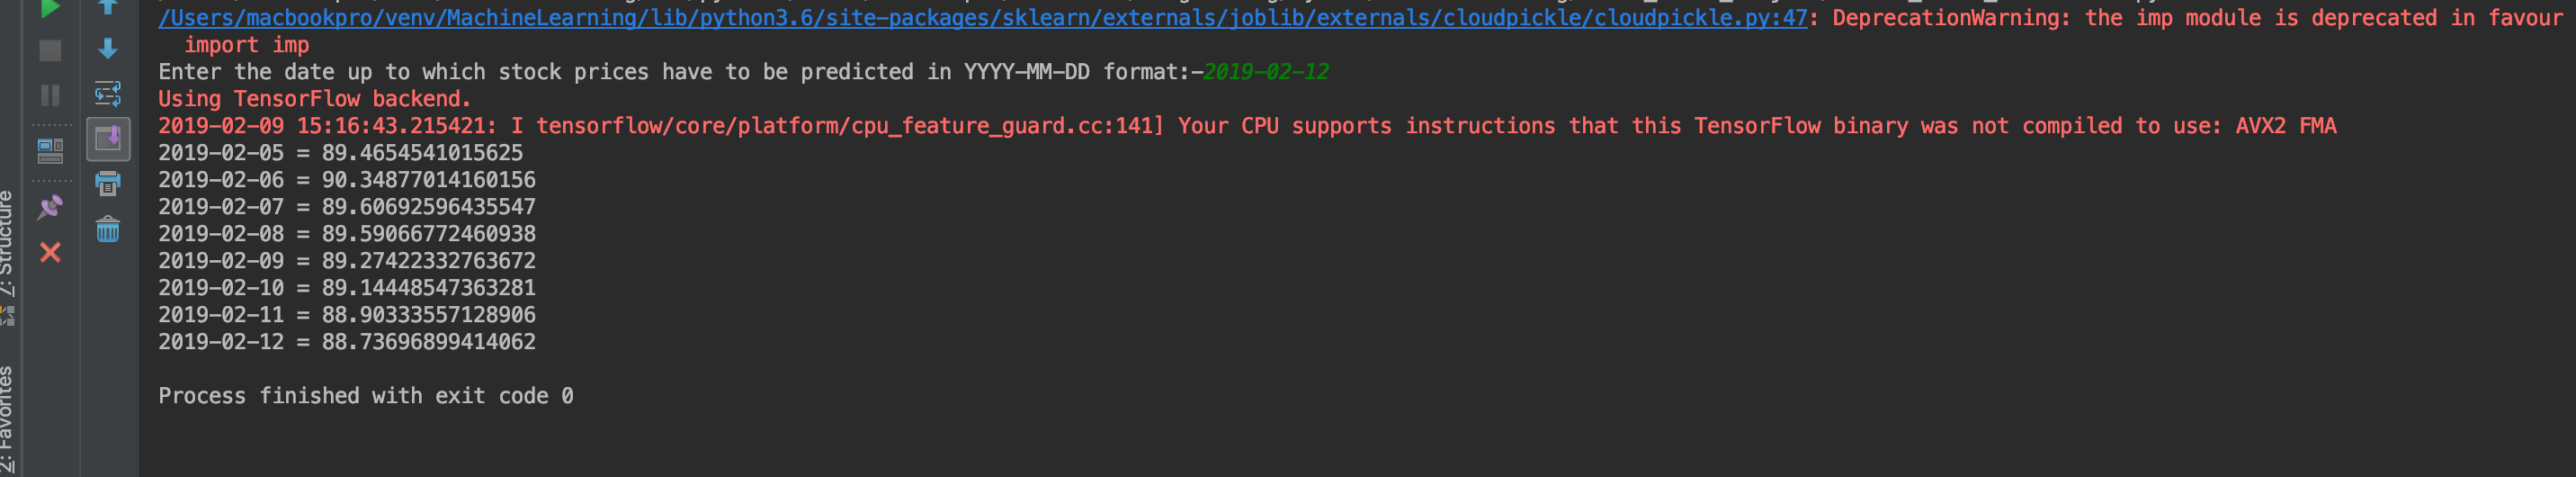 /Users/macbookpro/venv/MachineLearning/lib/python3.6/site-packages/sklearn/externals/joblib/externals/cloudpickle/cloudpickle.py:47: DeprecationWarning: the imp module is deprecated in favour
import imp
Enter the date up to which stock prices have to be predicted in YYYY-MM-DD format:-2019-02-12
Using TensorFlow backend.
2019-02-09 15:16:43.215421: I tensorflow/core/platform/cpu_feature_guard.cc:141] Your CPU supports instructions that this TensorFlow binary was not compiled to use: AVX2 FMA
2019-02-05 = 89.4654541015625
2019-02-06 = 90.34877014160156
2019-02-07 = 89.60692596435547
2019-02-08 = 89.59066772460938
2019-02-09 = 89.27422332763672
2019-02-10 = 89.14448547363281
2019-02-11 = 88.90333557128906
2019-02-12 = 88.73696899414062
Process finished with exit code 0
7: Structure
2: Favorites